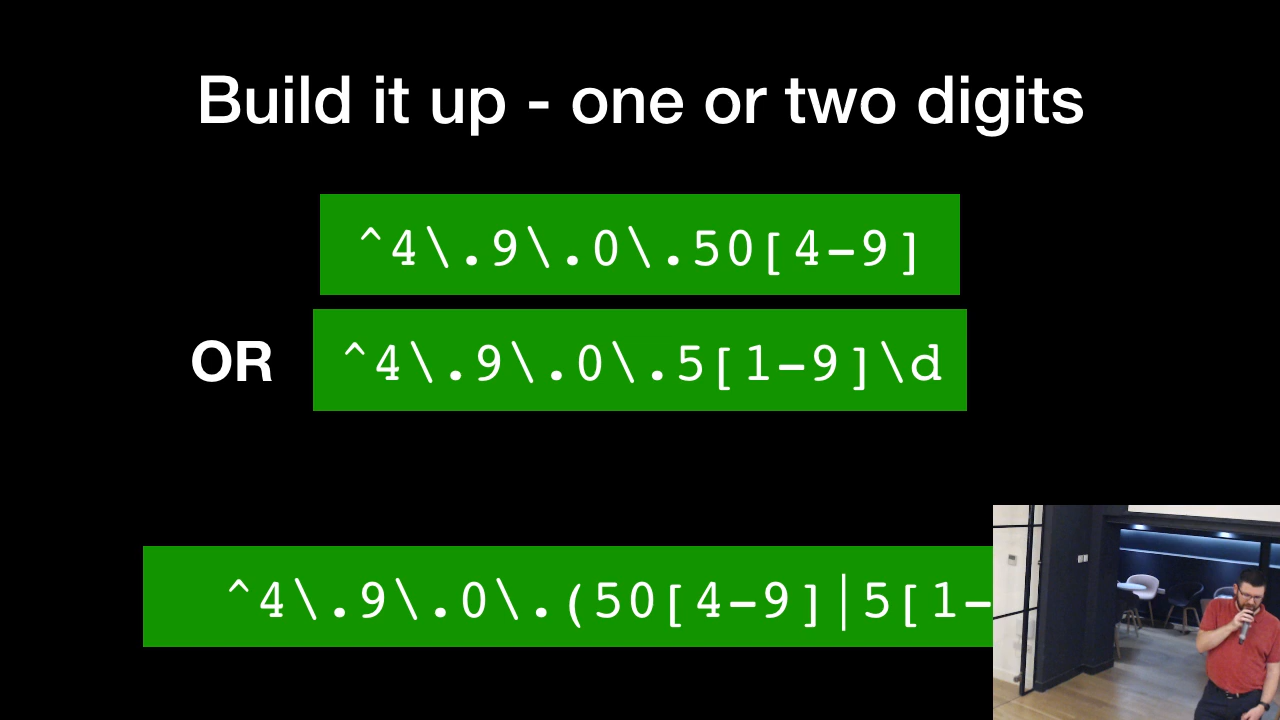 Build it up - one or two digits
^4\.9\.0\.50[4-9]
OR ^4\.9\.0\.5[1-9]\d
^4\.9\.0\.(50[4-9]|5[1-